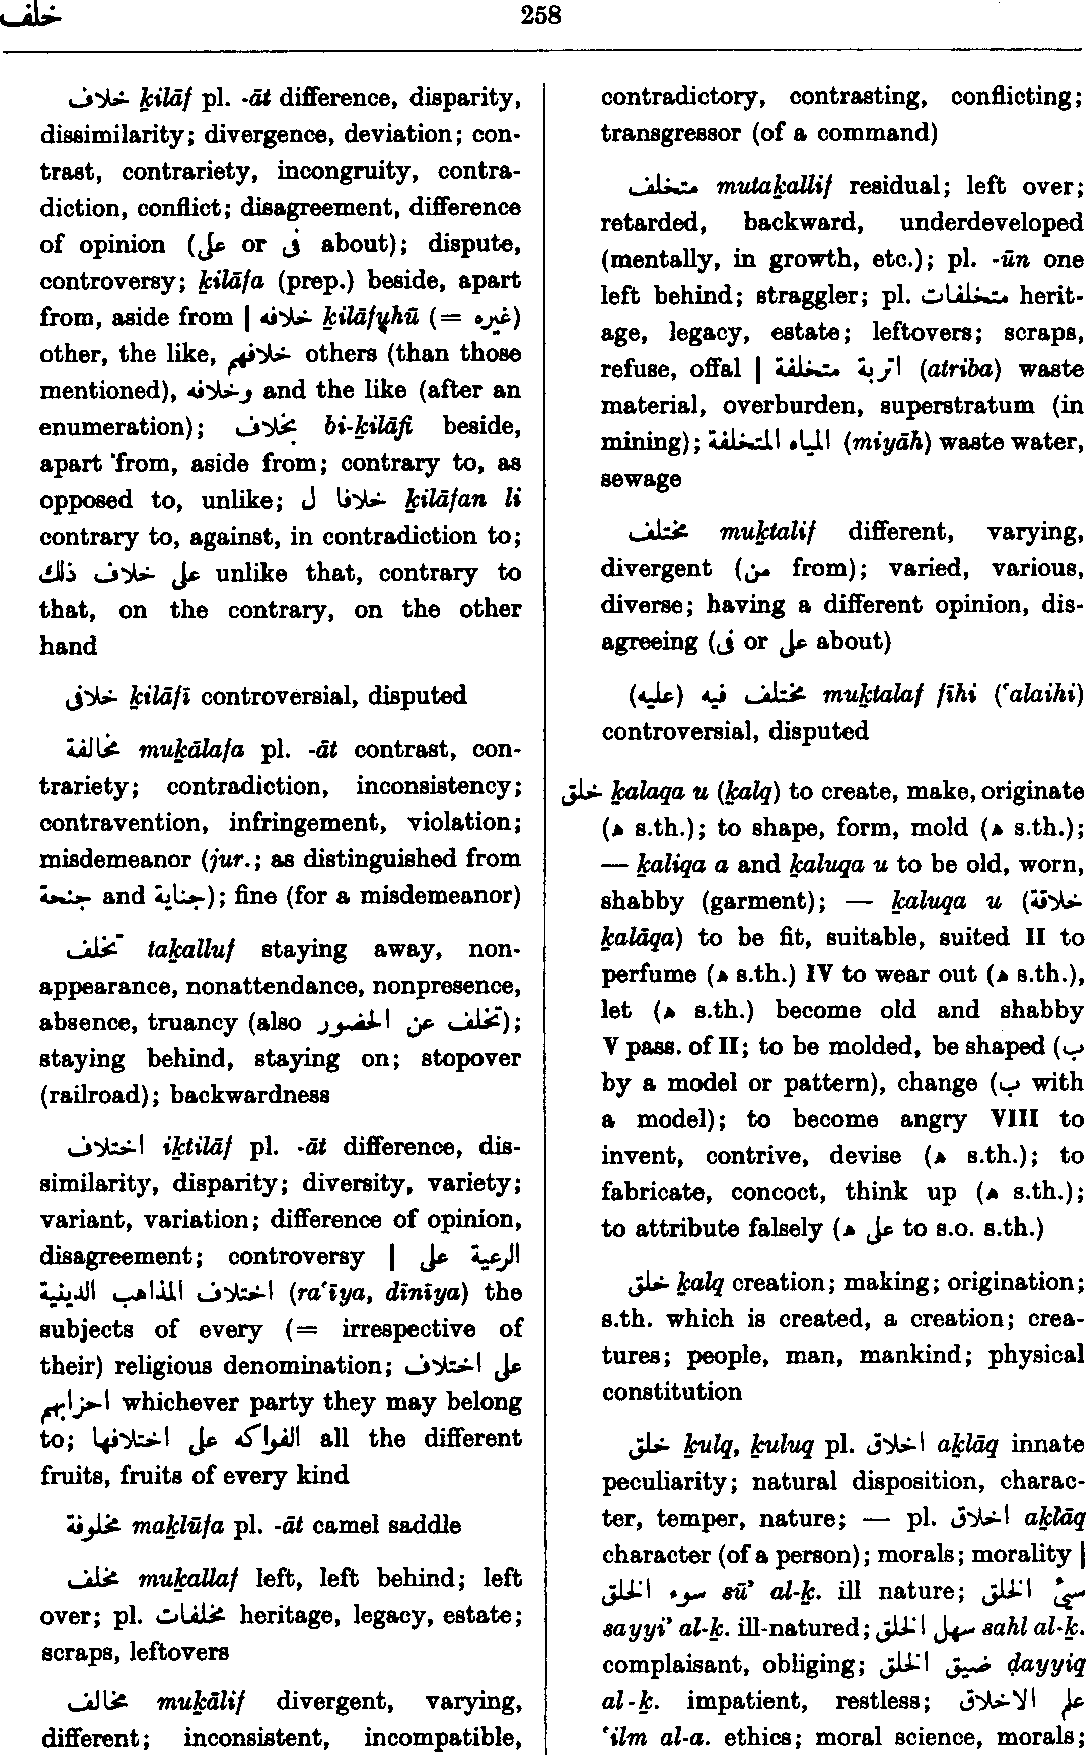 خلف
258
خلاف ḵilāf pl. -āt difference, disparity,
dissimilarity; divergence, deviation; con-
trast, contrariety, incongruity, contra-
diction, conflict; disagreement, difference
of opinion (على or فى about); dispute,
controversy; ḵilāfa (prep.) beside, apart
from, aside from | خلافه ḵilāfuhū (= غيره)
other, the like, خلافهم others (than those
mentioned), وخلافه and the like (after an
enumeration); بخلاف bi-ḵilāfi beside,
apart from, aside from; contrary to, as
opposed to, unlike; خلافا ل ḵilāfan li
contrary to, against, in contradiction to;
على خلاف ذلك unlike that, contrary to
that, on the contrary, on the other
hand
خلافى ḵilāfī controversial, disputed
مخالفة muḵālafa pl. -āt contrast, con-
trariety; contradiction, inconsistency;
contravention, infringement, violation;
misdemeanor (jur.; as distinguished from
جنحة and جناية); fine (for a misdemeanor)
تخلف taḵalluf staying away, non-
appearance, nonattendance, nonpresence,
absence, truancy (also تخلف عن الحضور);
staying behind, staying on; stopover
(railroad); backwardness
اختلاف iḵtilāf pl. -āt difference, dis-
similarity, disparity; diversity, variety;
variant, variation; difference of opinion,
disagreement; controversy | الرعية على
اختلاف المذاهب الدينية (ra‘īya, dīnīya) the
subjects of every (= irrespective of
their) religious denomination; على اختلاف
احزابهم whichever party they may belong
to; الفواكه على اختلافها all the different
fruits, fruits of every kind
مخلوفة maḵlūfa pl. -āt camel saddle
مخلف muḵallaf left, left behind; left
over; pl. مخلفات heritage, legacy, estate;
scraps, leftovers
مخالف muḵālif divergent, varying,
different; inconsistent, incompatible,
contradictory, contrasting, conflicting;
transgressor (of a command)
متخلف mutaḵallif residual; left over;
retarded, backward, underdeveloped
(mentally, in growth, etc.); pl. -ūn one
left behind; straggler; pl. متخلفات herit-
age, legacy, estate; leftovers; scraps,
refuse, offal | اتربة متخلفة (atriba) waste
material, overburden, superstratum (in
mining); المياه المتخلفة (miyāh) waste water,
sewage
مختلف muḵtalif different, varying,
divergent (من from); varied, various,
diverse; having a different opinion, dis-
agreeing (فى or على about)
مختلف فيه (عليه) muḵtalaf fīhi (‘alaihi)
controversial, disputed
خلق ḵalaqa u (ḵalq) to create, make, originate
(ه s.th.); to shape, form, mold (ه s.th.);
— ḵaliqa a and ḵaluqa u to be old, worn,
shabby (garment); — ḵaluqa u (خلاقة
ḵalāqa) to be fit, suitable, suited II to
perfume (ه s.th.) IV to wear out (ه s.th.),
let (ه s.th.) become old and shabby
V pass. of II; to be molded, be shaped (ب
by a model or pattern), change (ب with
a model); to become angry VIII to
invent, contrive, devise (ه s.th.); to
fabricate, concoct, think up (ه s.th.);
to attribute falsely (ه على to s.o. s.th.)
خلق ḵalq creation; making; origination;
s.th. which is created, a creation; crea-
tures; people, man, mankind; physical
constitution
خلق ḵulq, ḵuluq pl. اخلاق aḵlāq innate
peculiarity; natural disposition, charac-
ter, temper, nature; — pl. اخلاق aḵlāq
character (of a person); morals; morality |
سوء الخلق sū’ al-ḵ. ill nature; سيّئ الخلق
sayyi’ al-ḵ. ill-natured; سهل الخلق sahl al-ḵ.
complaisant, obliging; ضيق الخلق ḍayyiq
al-ḵ. impatient, restless; علم الاخلاق
‘ilm al-a. ethics; moral science, morals;